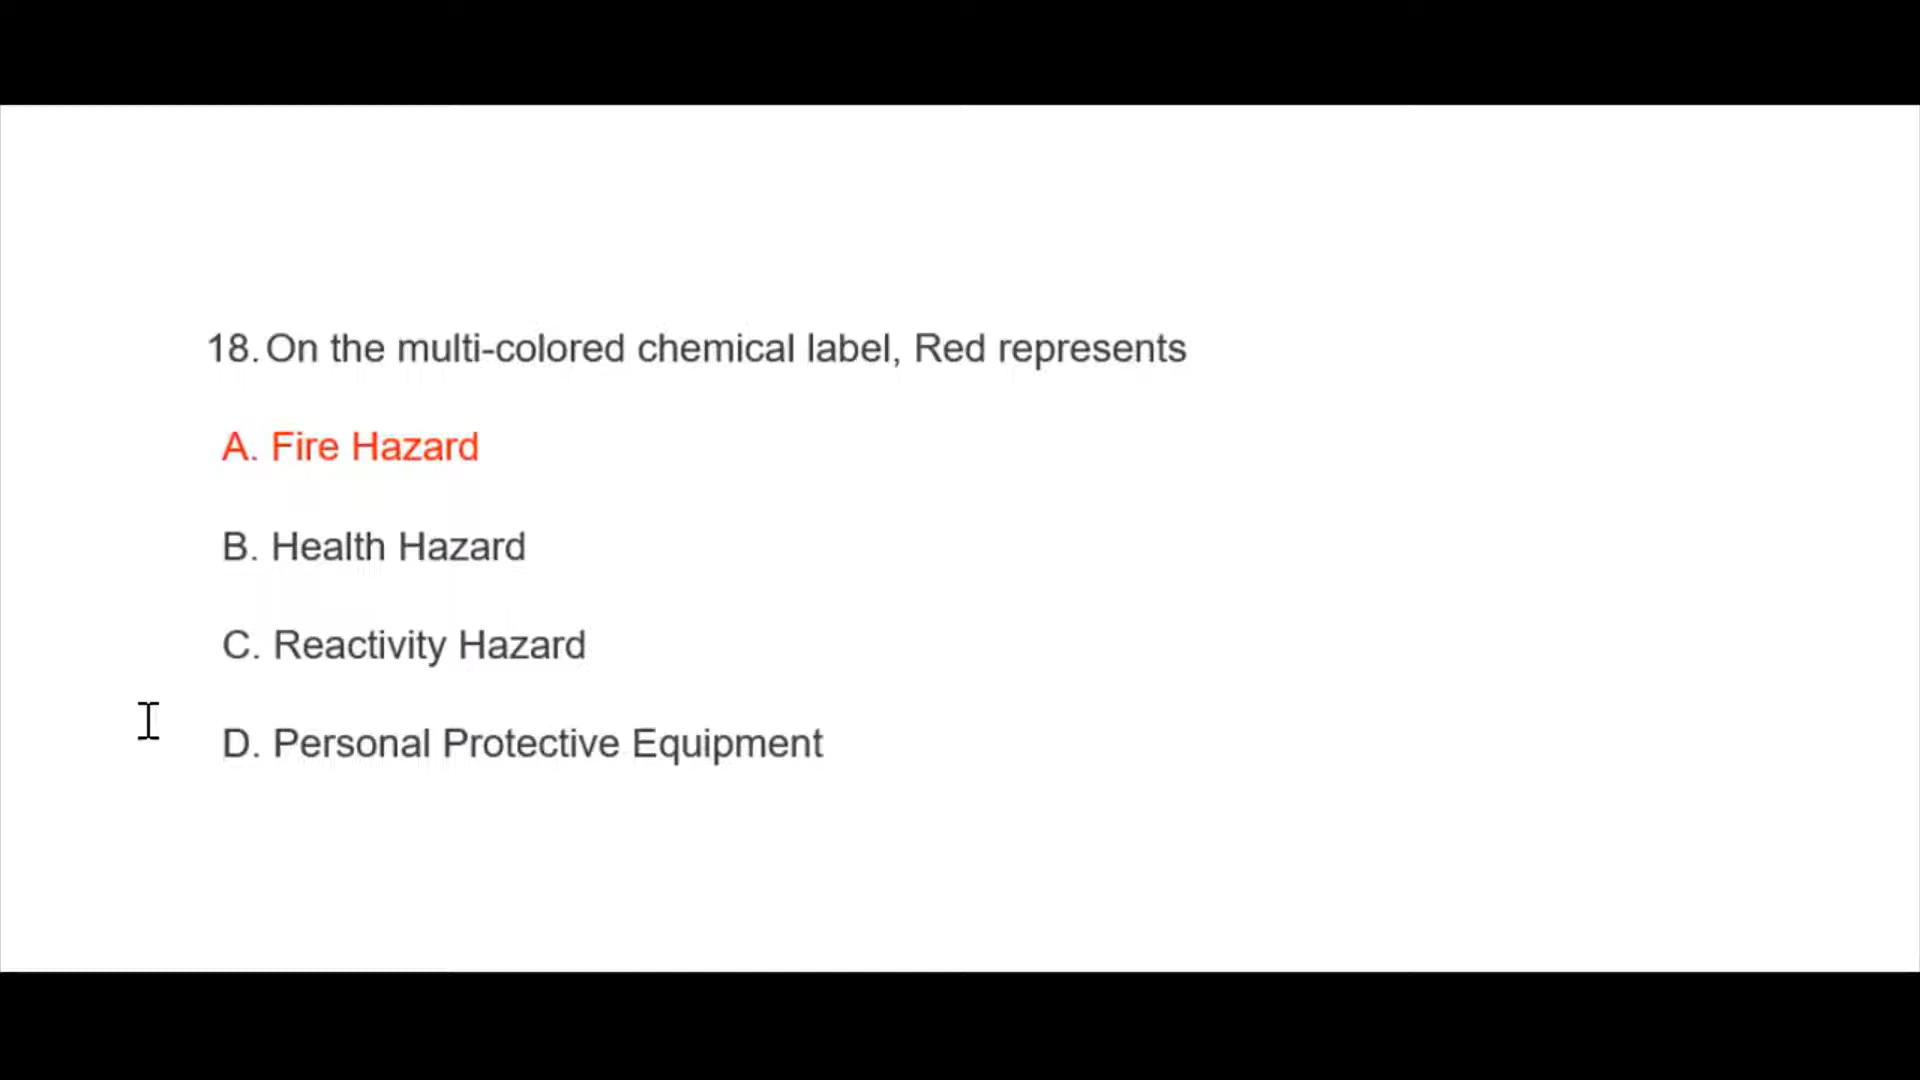 18. On the multi-colored chemical label, Red represents
A. Fire Hazard
B. Health Hazard
C. Reactivity Hazard
D. Personal Protective Equipment